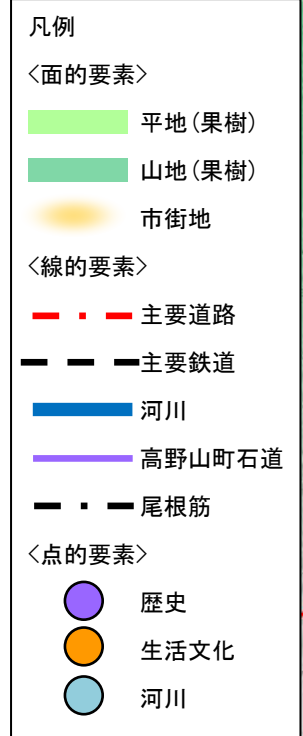 凡例
<面的要素>
平地(果樹)
山地(果樹)
市街地
<線的要素>
主要道路
主要鉄道
河川
高野山町石道
尾根筋
<点的要素>
歴史
生活文化
河川